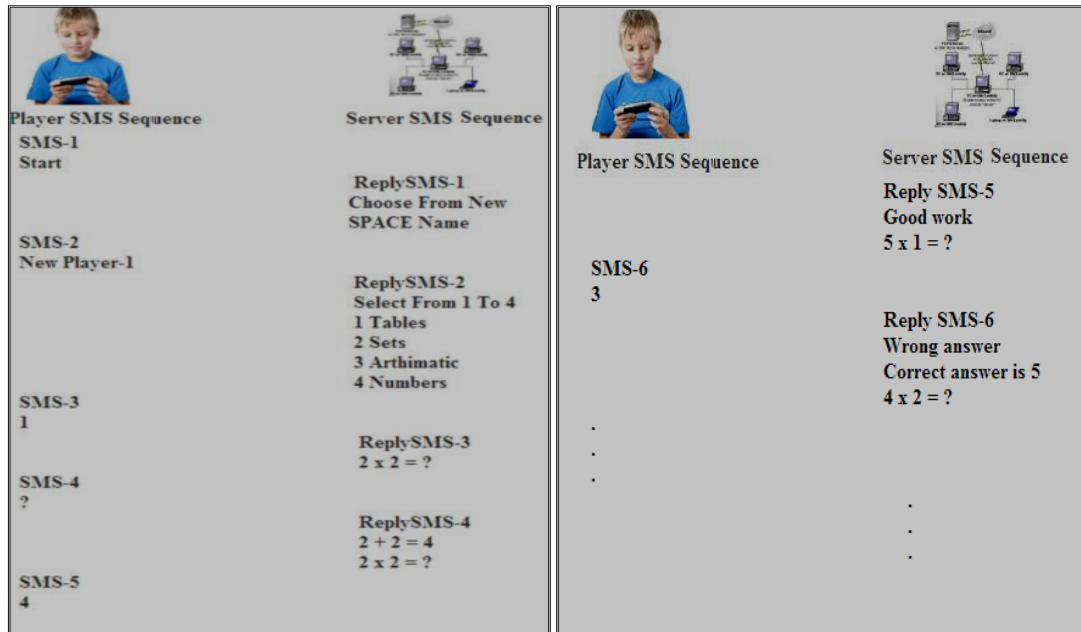 Player SMS Sequence
Server SMS Sequence
SMS-1
Start
ReplySMS-1
Choose From New
SPACE Name
SMS-2
New Player-1
ReplySMS-2
Select From 1 To 4
1 Tables
2 Sets
3 Arthimatic
4 Numbers
SMS-3
1
ReplySMS-3
2 x 2 = ?
SMS-4
?
ReplySMS-4
2 + 2 = 4
2 x 2 = ?
SMS-5
4
Player SMS Sequence
Server SMS Sequence
Reply SMS-5
Good work
5 x 1 = ?
SMS-6
3
Reply SMS-6
Wrong answer
Correct answer is 5
4 x 2 = ?
.
.
.
.
.
.